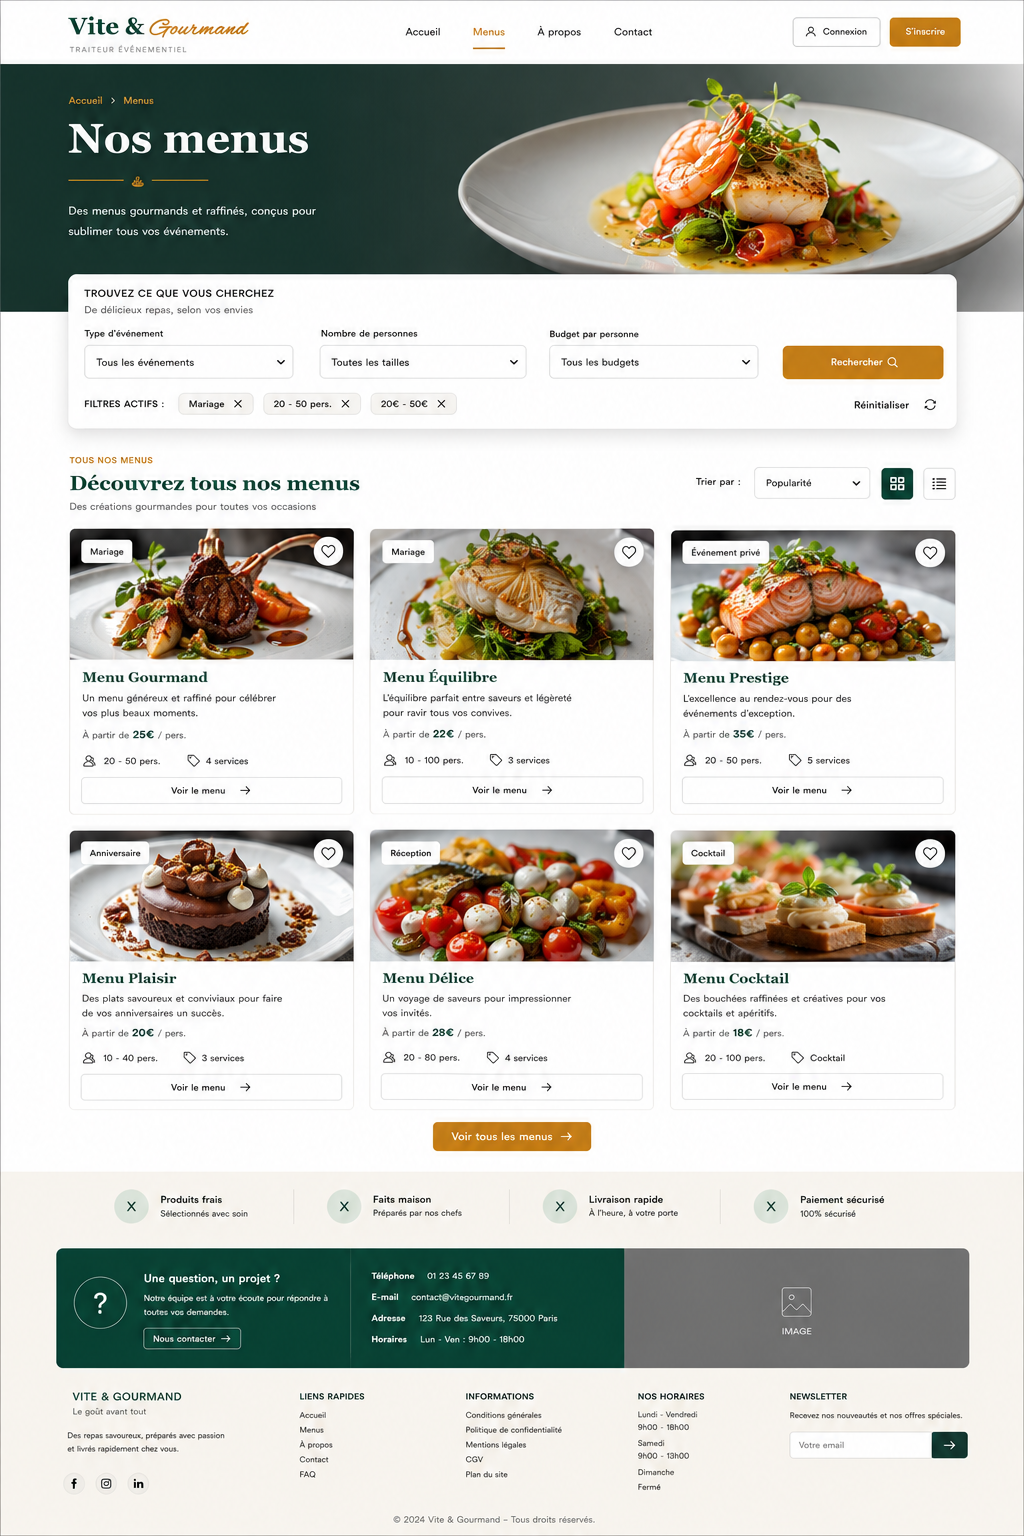 Vite & Gourmand
TRAITEUR ÉVÉNEMENTIEL
Accueil
Menus
À propos
Contact
Connexion
S'inscrire
Accueil > Menus
Nos menus
Des menus gourmands et raffinés, conçus pour
sublimer tous vos événements.
TROUVEZ CE QUE VOUS CHERCHEZ
De délicieux repas, selon vos envies
Type d'événement
Nombre de personnes
Budget par personne
Tous les événements
Toutes les tailles
Tous les budgets
Rechercher
FILTRES ACTIFS :
Mariage
20 - 50 pers.
20€ - 50€
Réinitialiser
TOUS NOS MENUS
Découvrez tous nos menus
Des créations gourmandes pour toutes vos occasions
Trier par :
Popularité
Mariage
Menu Gourmand
Un menu généreux et raffiné pour célébrer
vos plus beaux moments.
À partir de 25€ / pers.
20 - 50 pers.
4 services
Voir le menu
Mariage
Menu Équilibre
L'équilibre parfait entre saveurs et légèreté
pour ravir tous vos convives.
À partir de 22€ / pers.
10 - 100 pers.
3 services
Voir le menu
Événement privé
Menu Prestige
L'excellence au rendez-vous pour des
événements d'exception.
À partir de 35€ / pers.
20 - 50 pers.
5 services
Voir le menu
Anniversaire
Menu Plaisir
Des plats savoureux et conviviaux pour faire
de vos anniversaires un succès.
À partir de 20€ / pers.
10 - 40 pers.
3 services
Voir le menu
Réception
Menu Délice
Un voyage de saveurs pour impressionner
vos invités.
À partir de 28€ / pers.
20 - 80 pers.
4 services
Voir le menu
Cocktail
Menu Cocktail
Des bouchées raffinées et créatives pour vos
cocktails et apéritifs.
À partir de 18€ / pers.
20 - 100 pers.
Cocktail
Voir le menu
Voir tous les menus
X
Produits frais
Sélectionnés avec soin
X
Faits maison
Préparés par nos chefs
X
Livraison rapide
À l'heure, à votre porte
X
Paiement sécurisé
100% sécurisé
?
Une question, un projet ?
Notre équipe est à votre écoute pour répondre à
toutes vos demandes.
Nous contacter
Téléphone 01 23 45 67 89
E-mail contact@vitegourmand.fr
Adresse 123 Rue des Saveurs, 75000 Paris
Horaires Lun - Ven : 9h00 - 18h00
IMAGE
VITE & GOURMAND
Le goût avant tout
Des repas savoureux, préparés avec passion
et livrés rapidement chez vous.
f
in
LIENS RAPIDES
Accueil
Menus
À propos
Contact
FAQ
INFORMATIONS
Conditions générales
Politique de confidentialité
Mentions légales
CGV
Plan du site
NOS HORAIRES
Lundi - Vendredi
9h00 - 18h00
Samedi
9h00 - 13h00
Dimanche
Fermé
NEWSLETTER
Recevez nos nouveautés et nos offres spéciales.
Votre email
© 2024 Vite & Gourmand – Tous droits réservés.